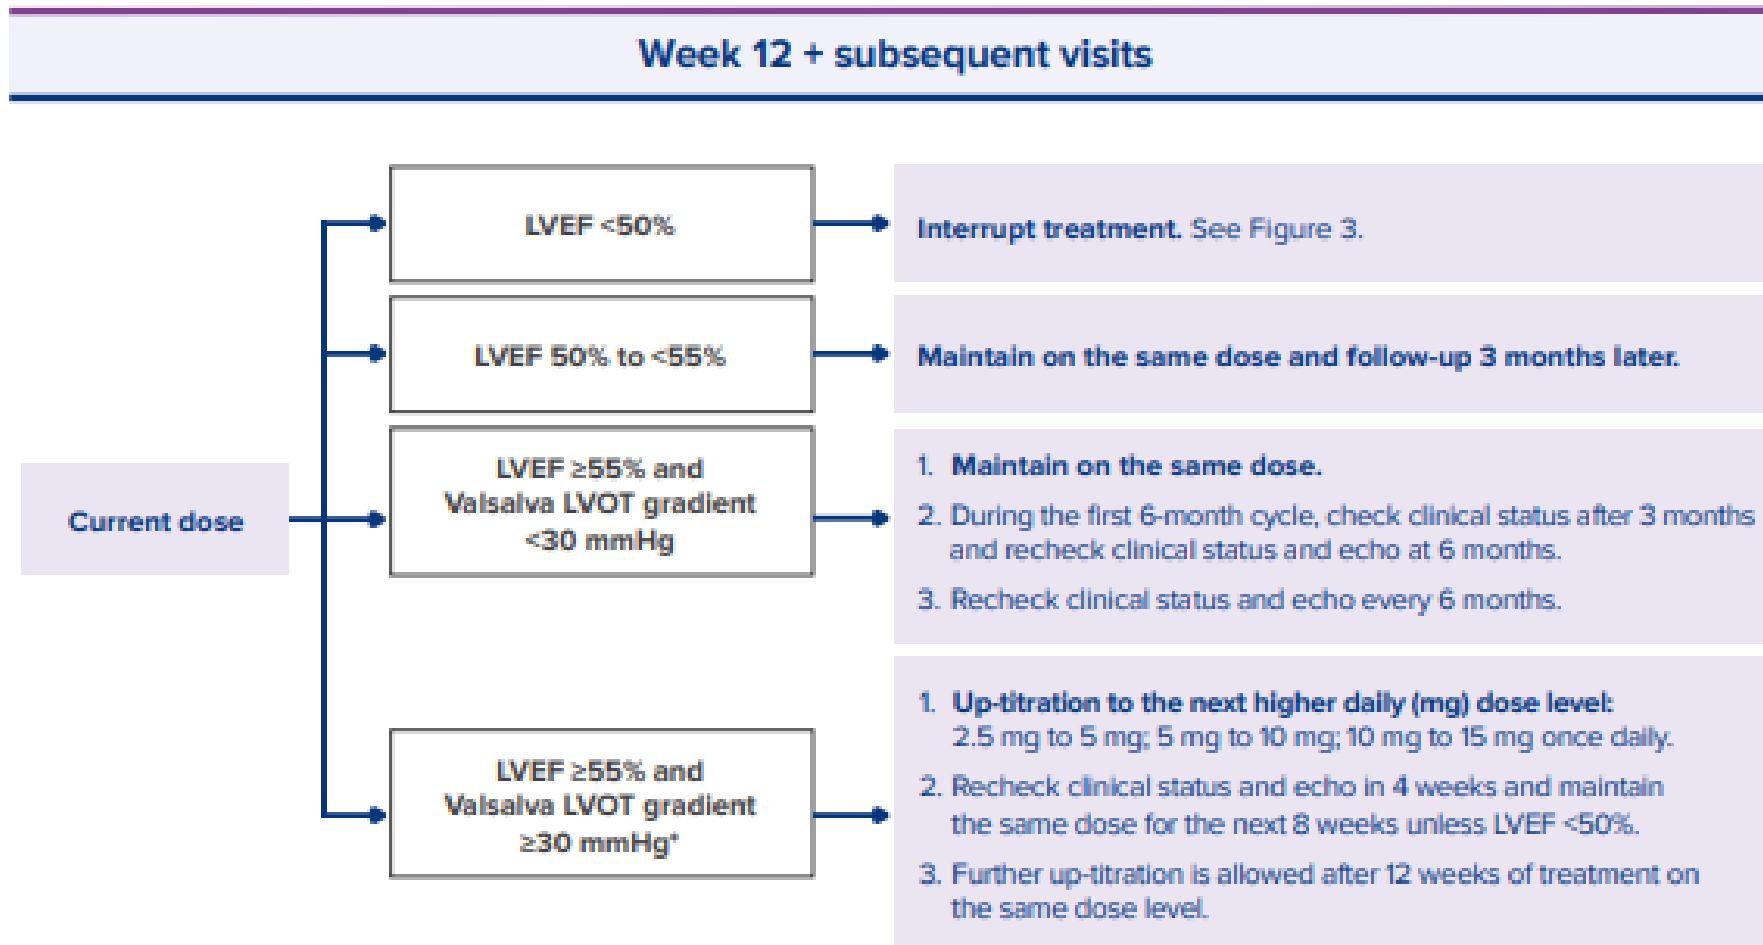 Week 12 + subsequent visits
LVEF <50%
Interrupt treatment. See Figure 3.
LVEF 50% to <55%
Maintain on the same dose and follow-up 3 months later.
Current dose
LVEF ≥55% and
Valsalva LVOT gradient
<30 mmHg
1. Maintain on the same dose.
2. During the first 6-month cycle, check clinical status after 3 months
and recheck clinical status and echo at 6 months.
3. Recheck clinical status and echo every 6 months.
LVEF ≥55% and
Valsalva LVOT gradient
≥30 mmHg*
1. Up-titration to the next higher daily (mg) dose level:
2.5 mg to 5 mg; 5 mg to 10 mg; 10 mg to 15 mg once daily.
2. Recheck clinical status and echo in 4 weeks and maintain
the same dose for the next 8 weeks unless LVEF <50%.
3. Further up-titration is allowed after 12 weeks of treatment on
the same dose level.